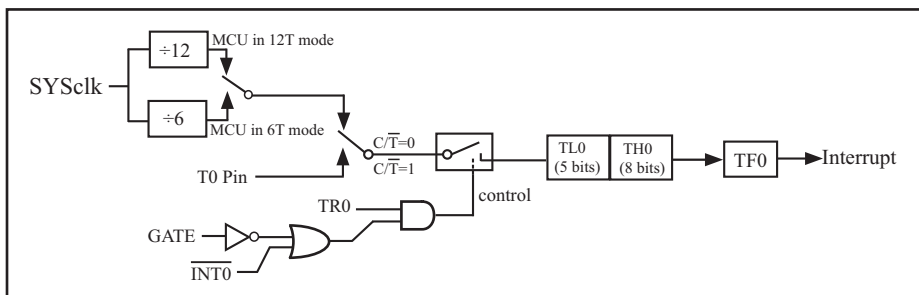 ÷12
MCU in 12T mode
SYSclk
÷6
MCU in 6T mode
C/T̅=0
C/T̅=1
T0 Pin
TL0
(5 bits)
TH0
(8 bits)
TF0
Interrupt
control
TR0
GATE
I̅N̅T̅0̅